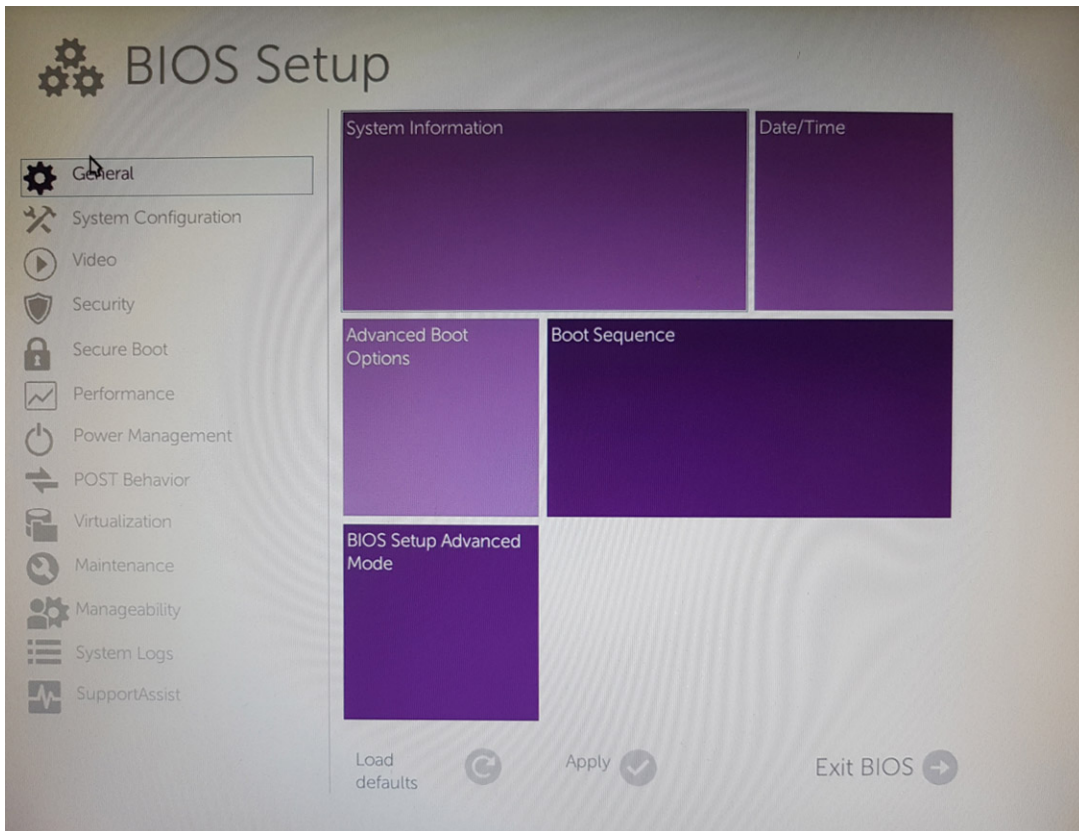 BIOS Setup
General
System Configuration
Video
Security
Secure Boot
Performance
Power Management
POST Behavior
Virtualization
Maintenance
Manageability
System Logs
SupportAssist
System Information
Date/Time
Advanced Boot
Options
Boot Sequence
BIOS Setup Advanced
Mode
Load
defaults
Apply
Exit BIOS